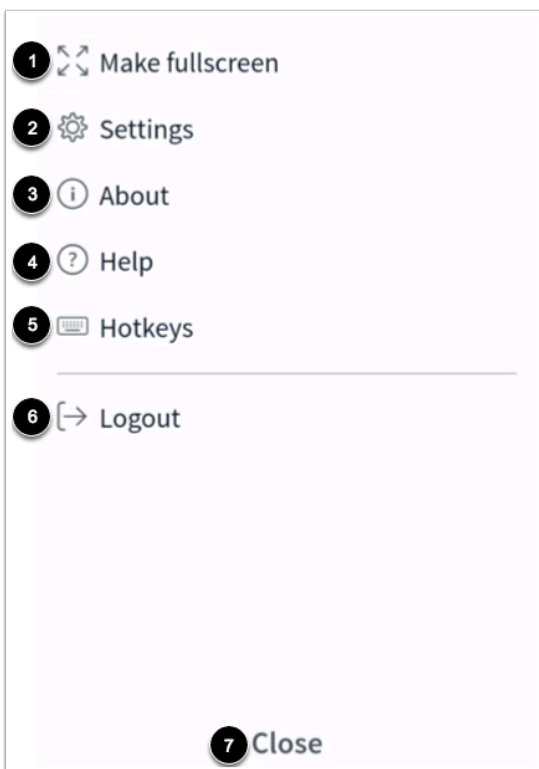 1 Make fullscreen
2 Settings
3 About
4 Help
5 Hotkeys
6 Logout
7 Close